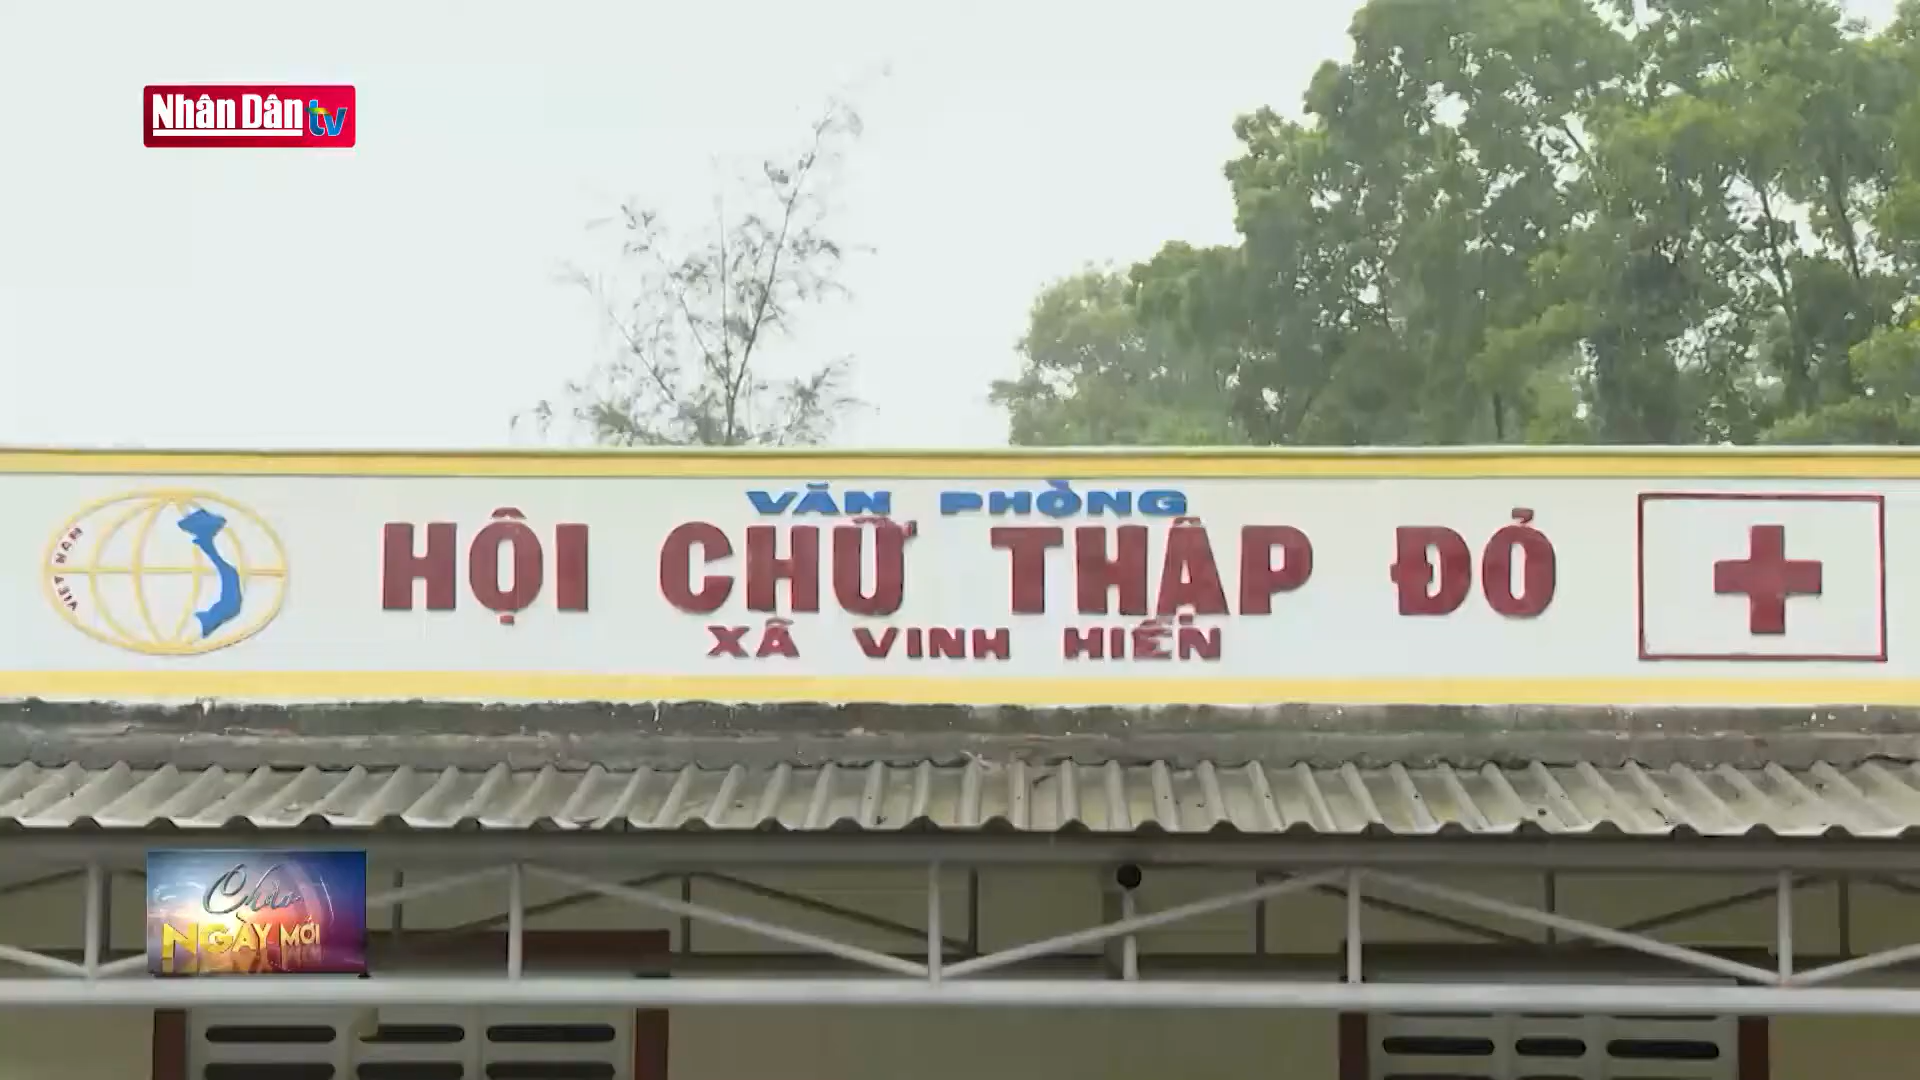 Nhân Dân tv
VĂN PHÒNG
HỘI CHỮ THẬP ĐỎ
XÃ VINH HIỀN
VIỆT NAM
Chào
NGÀY MỚI